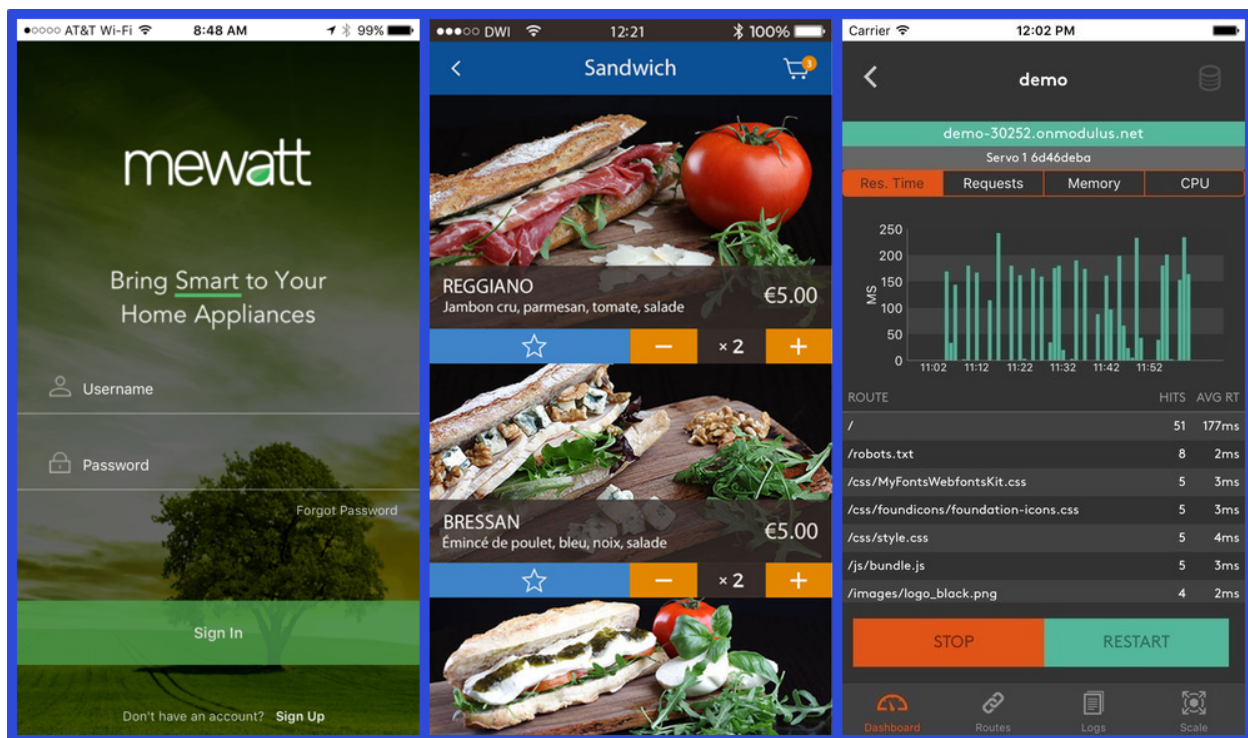 AT&T Wi-Fi 8:48 AM 99%
mewatt
Bring Smart to Your
Home Appliances
Username
Password
Forgot Password
Sign In
Don't have an account? Sign Up
DWI 12:21 100%
Sandwich 3
REGGIANO
Jambon cru, parmesan, tomate, salade
€5.00
− × 2 +
BRESSAN
Émincé de poulet, bleu, noix, salade
€5.00
− × 2 +
Carrier 12:02 PM
demo
demo-30252.onmodulus.net
Servo 1 6d46deba
Res. Time Requests Memory CPU
250
200
150
100
50
0
MS
11:02 11:12 11:22 11:32 11:42 11:52
ROUTE HITS AVG RT
/ 51 177ms
/robots.txt 8 2ms
/css/MyFontsWebfontsKit.css 5 3ms
/css/foundicons/foundation-icons.css 5 3ms
/css/style.css 5 4ms
/js/bundle.js 5 3ms
/images/logo_black.png 4 2ms
STOP RESTART
Dashboard Routes Logs Scale